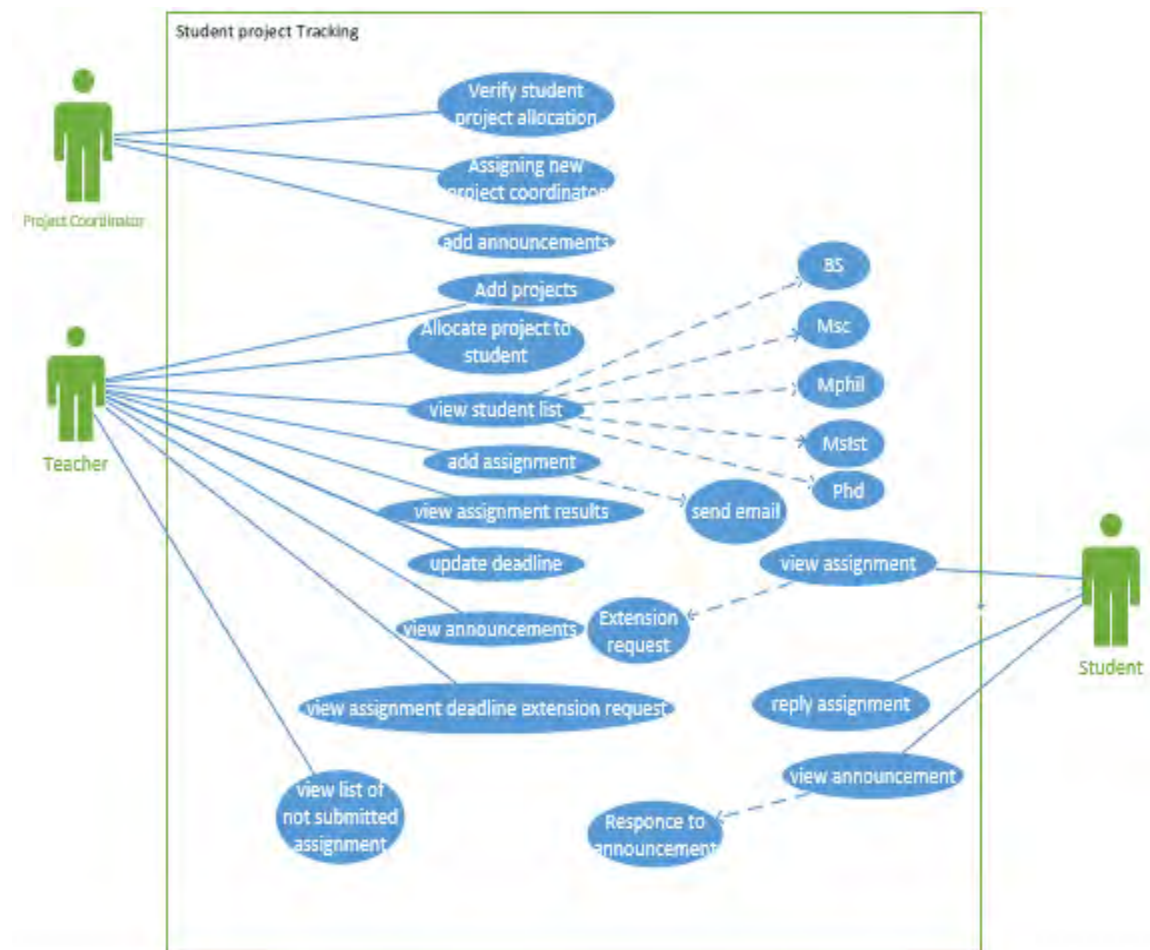 Student project Tracking
Verify student
project allocation
Project Coordinator
Assigning new
project coordinator
add announcements
Add projects
Allocate project to
student
Teacher
view student list
BS
Msc
Mphil
Mslst
Phd
add assignment
send email
view assignment results
update deadline
view assignment
view announcements
Extension
request
Student
view assignment deadline extension request
reply assignment
view announcement
view list of
not submitted
assignment
Responce to
announcement